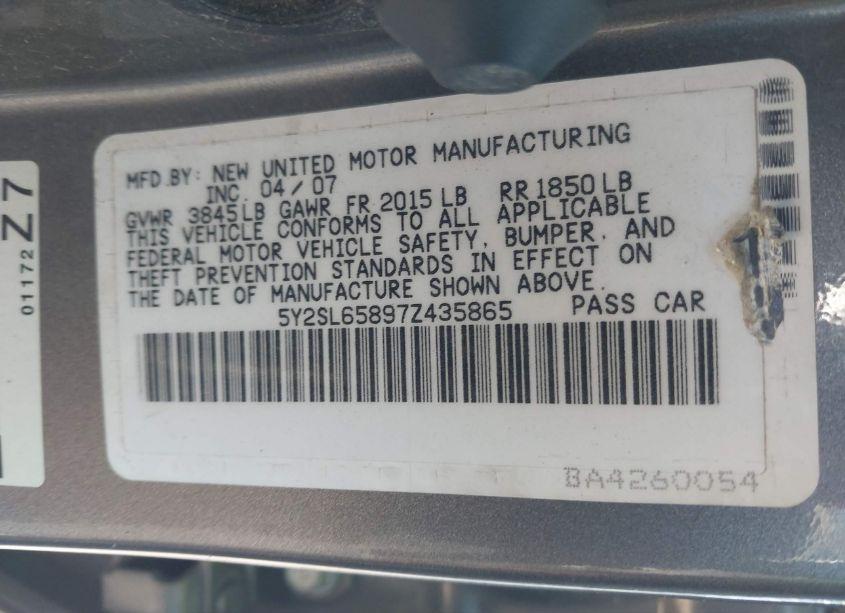 MFD.BY: NEW UNITED MOTOR MANUFACTURING
INC. 04/07
GVWR 3845LB GAWR FR 2015LB RR1850LB
THIS VEHICLE CONFORMS TO ALL APPLICABLE
FEDERAL MOTOR VEHICLE SAFETY, BUMPER, AND
THEFT PREVENTION STANDARDS IN EFFECT ON
THE DATE OF MANUFACTURE SHOWN ABOVE.
5Y2SL65897Z435865 PASS CAR
BA4260054
01172
Z7